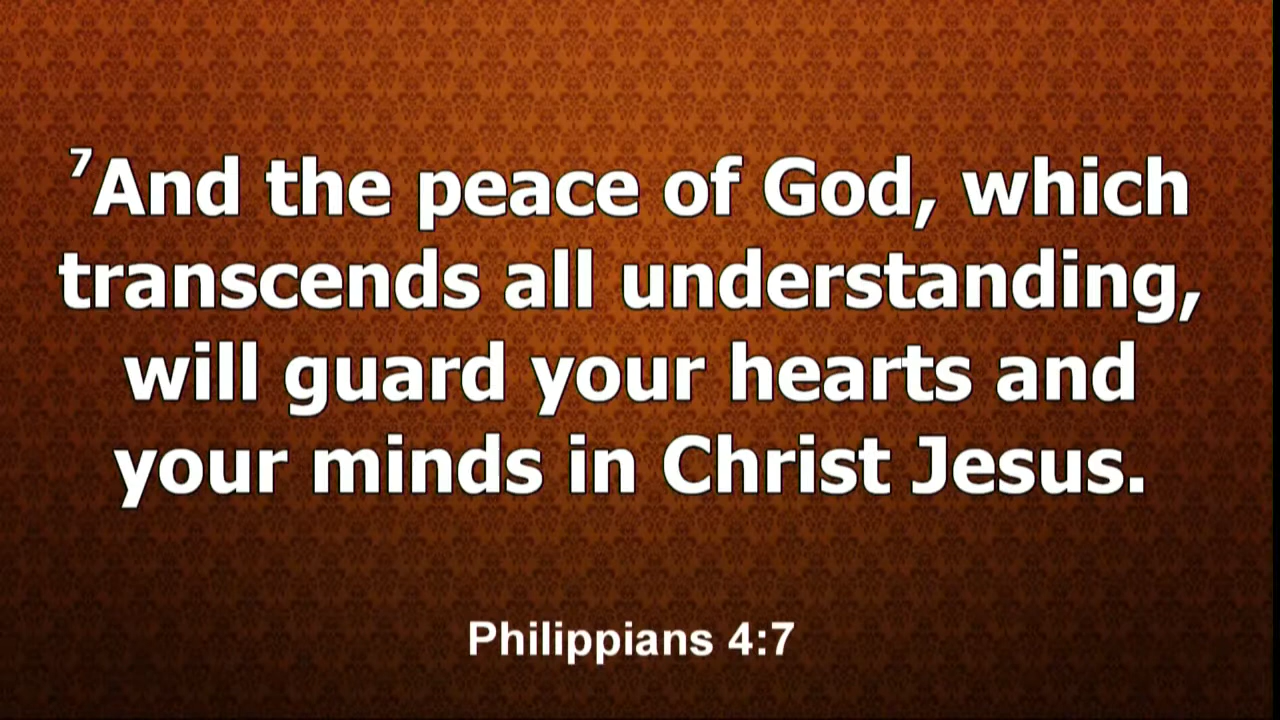 ⁷And the peace of God, which
transcends all understanding,
will guard your hearts and
your minds in Christ Jesus.
Philippians 4:7